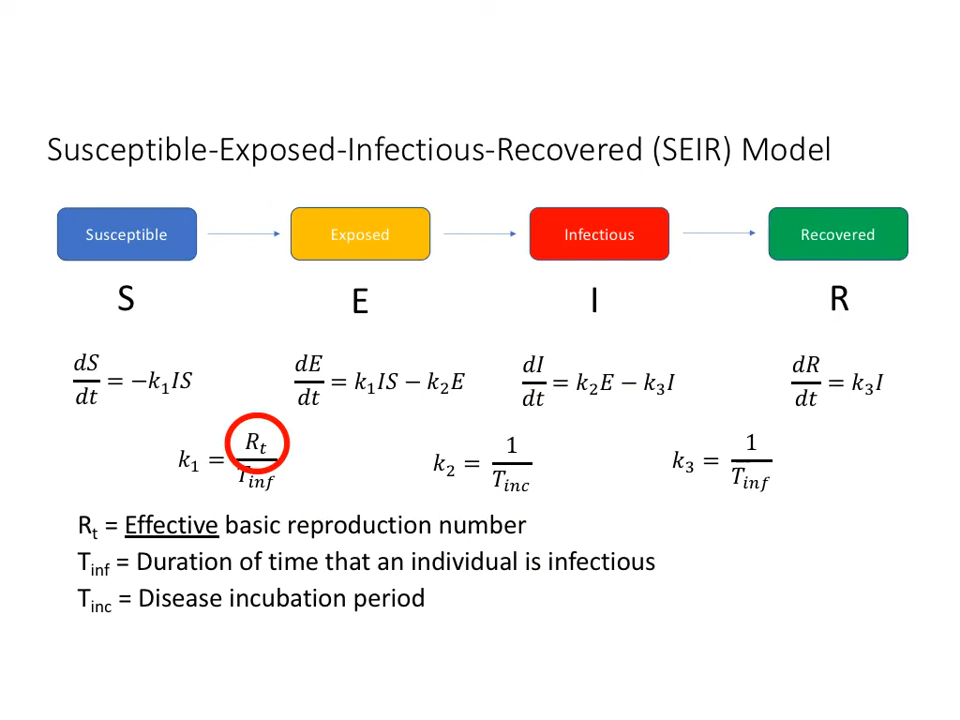 Susceptible-Exposed-Infectious-Recovered (SEIR) Model
Susceptible
Exposed
Infectious
Recovered
S
E
I
R
dS/dt = −k₁IS
dE/dt = k₁IS − k₂E
dI/dt = k₂E − k₃I
dR/dt = k₃I
k₁ = Rₜ/T_inf
k₂ = 1/T_inc
k₃ = 1/T_inf
Rₜ = Effective basic reproduction number
T_inf = Duration of time that an individual is infectious
T_inc = Disease incubation period